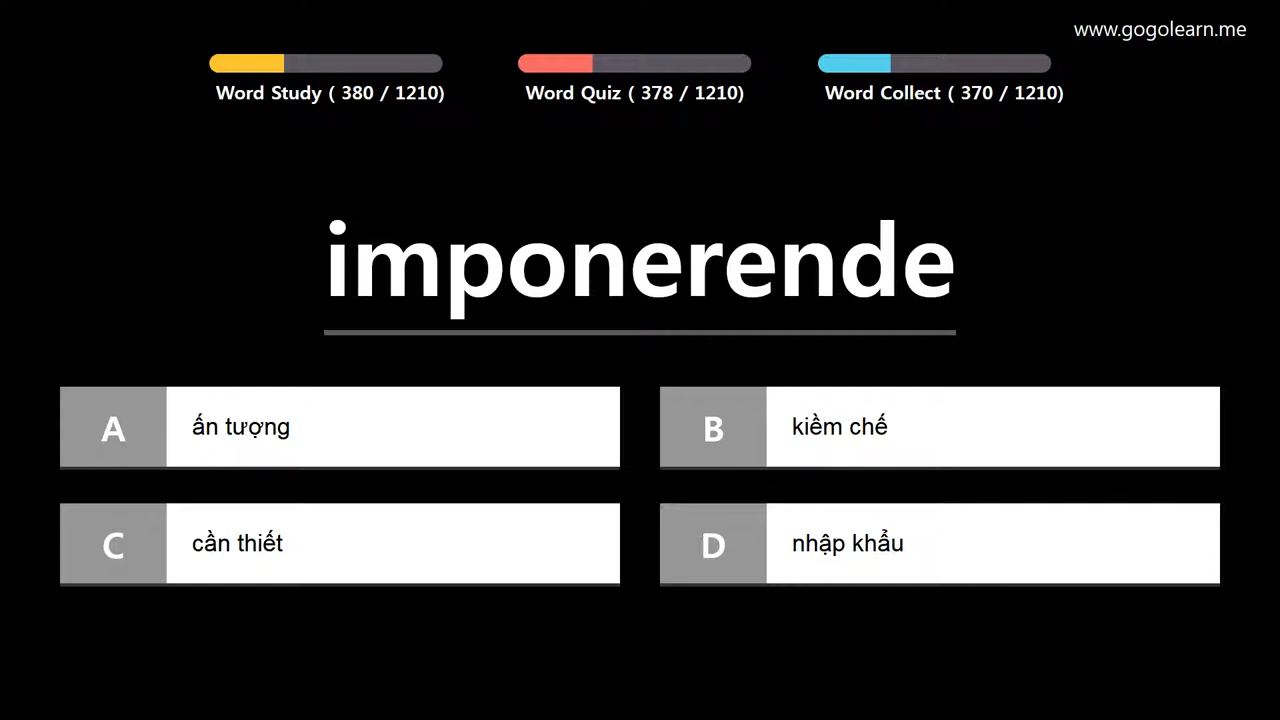 www.gogolearn.me
Word Study ( 380 / 1210)
Word Quiz ( 378 / 1210)
Word Collect ( 370 / 1210)
imponerende
A ấn tượng
B kiềm chế
C cần thiết
D nhập khẩu